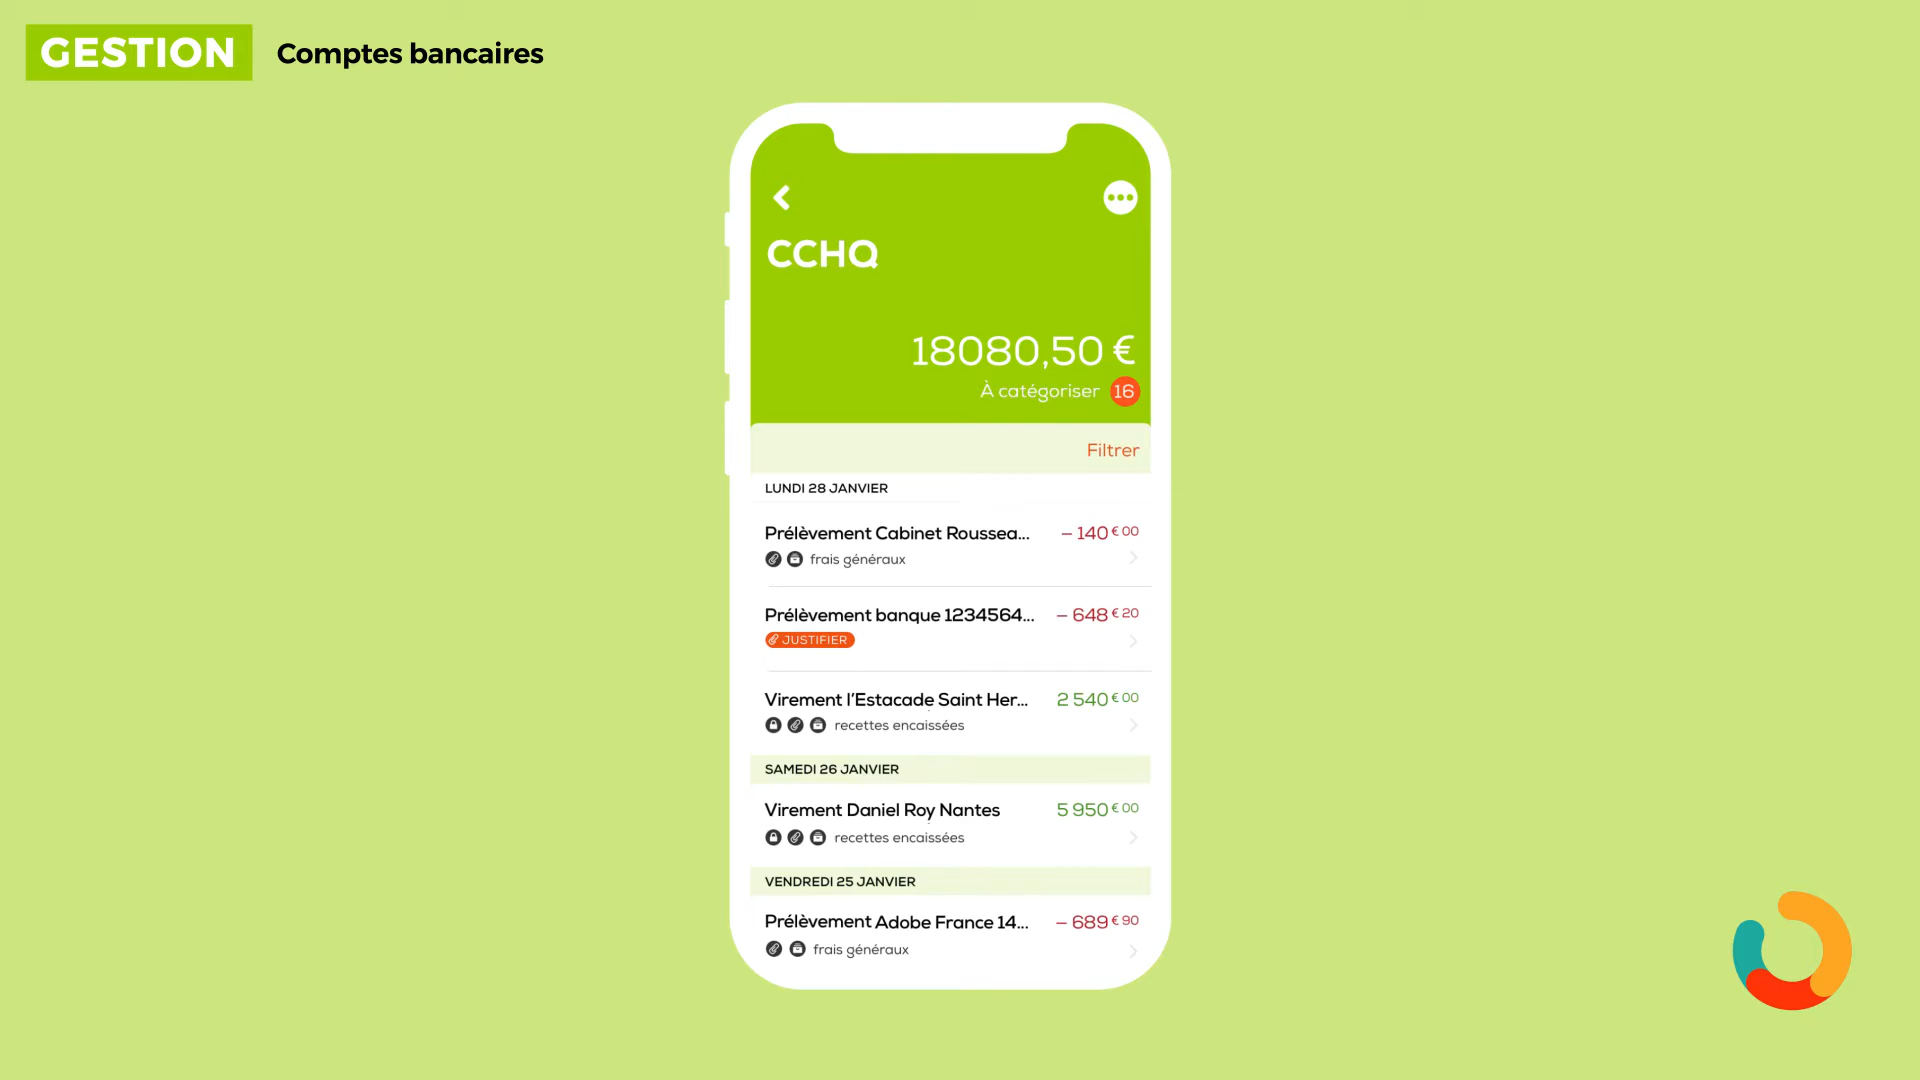 GESTION Comptes bancaires
CCHQ
18080,50 €
À catégoriser 16
Filtrer
LUNDI 28 JANVIER
Prélèvement Cabinet Roussea... – 140 € 00
frais généraux
Prélèvement banque 1234564... – 648 € 20
JUSTIFIER
Virement l'Estacade Saint Her... 2 540 € 00
recettes encaissées
SAMEDI 26 JANVIER
Virement Daniel Roy Nantes 5 950 € 00
recettes encaissées
VENDREDI 25 JANVIER
Prélèvement Adobe France 14... – 689 € 90
frais généraux